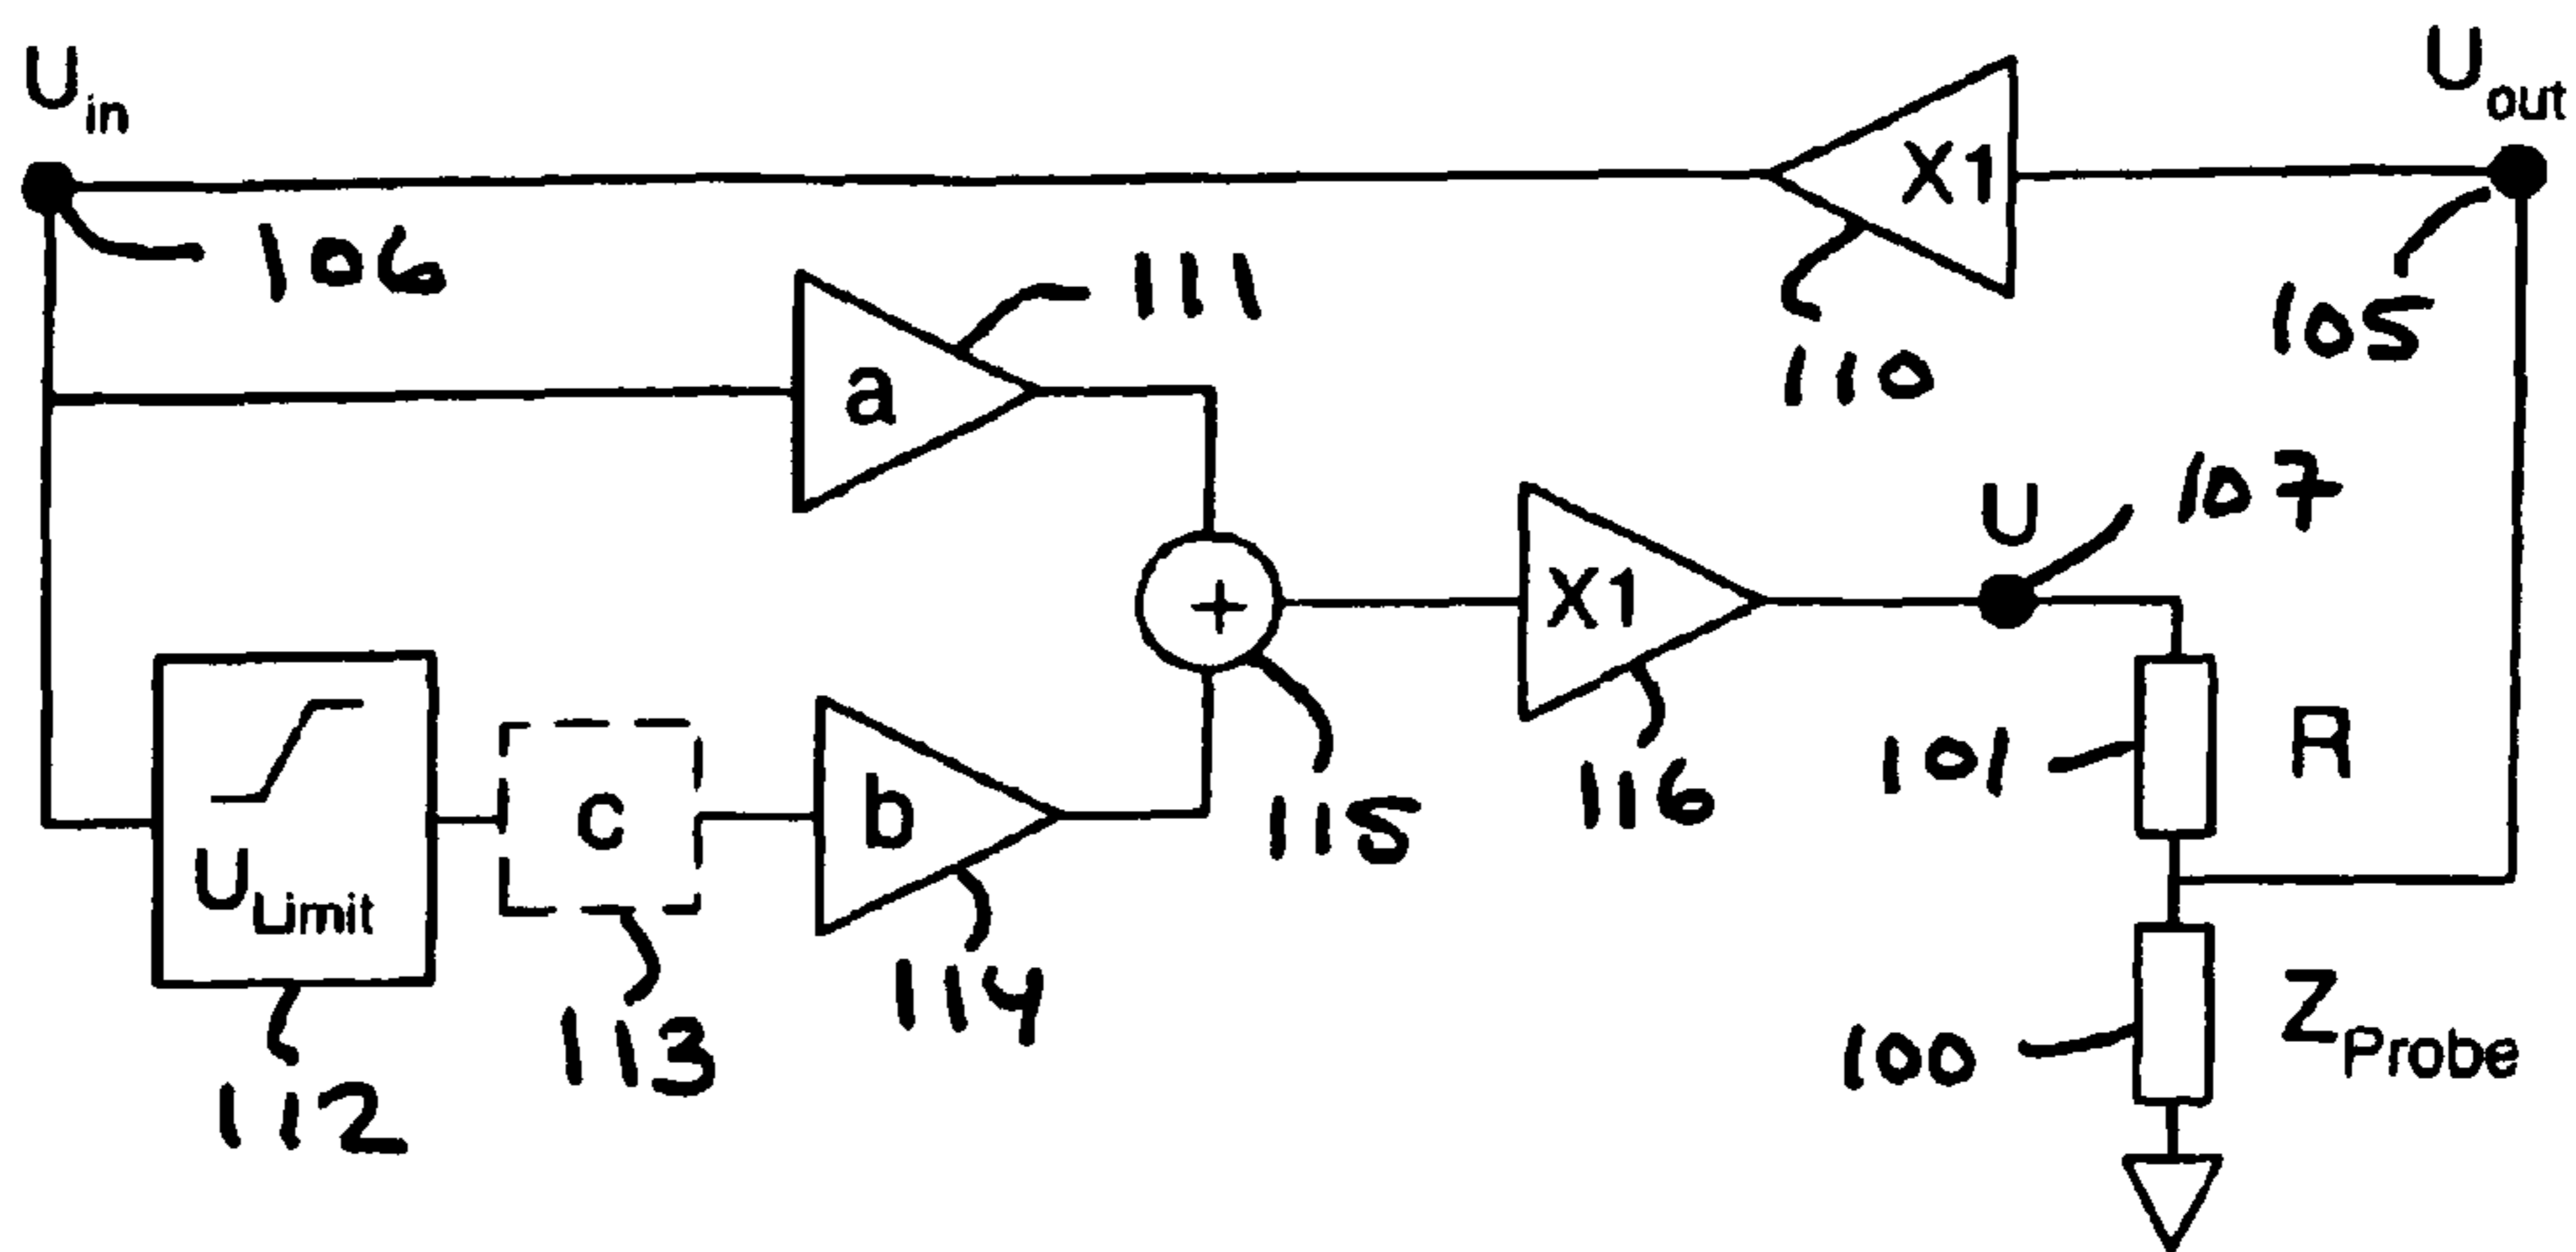 U_in
U_out
X1
106
111
110
105
a
107
U
+
X1
U_Limit
c
b
101
R
116
115
114
113
112
100
Z_Probe